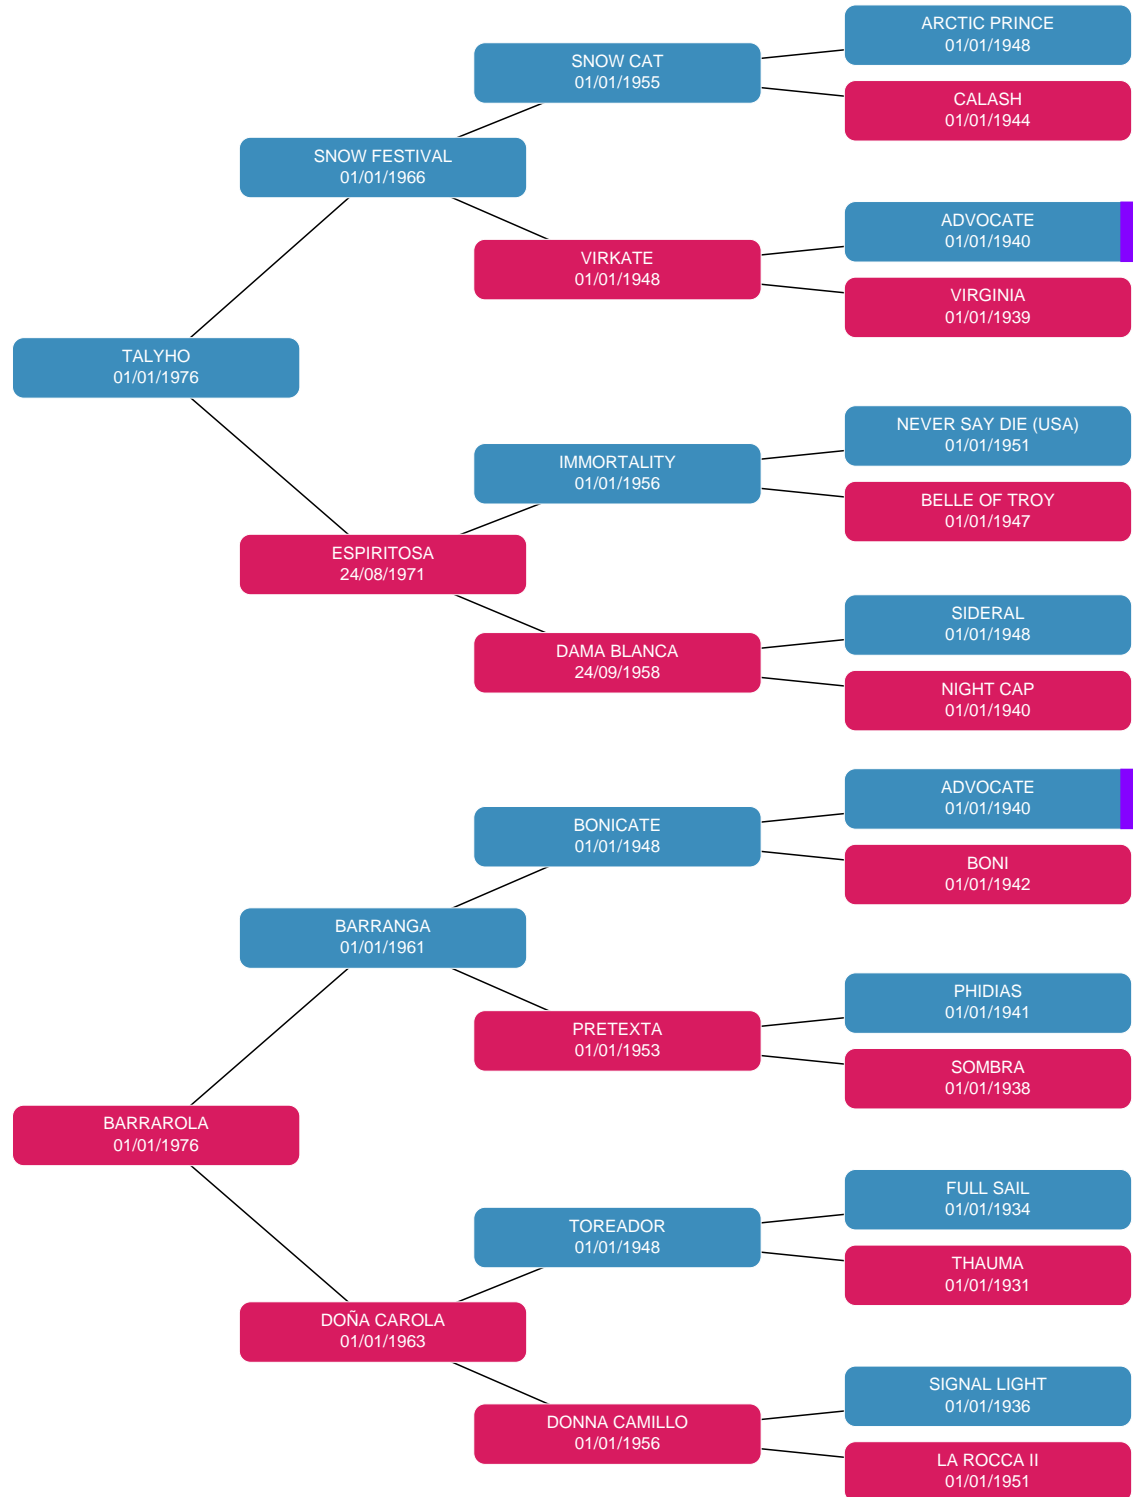 ARCTIC PRINCE
01/01/1948
SNOW CAT
01/01/1955
CALASH
01/01/1944
SNOW FESTIVAL
01/01/1966
ADVOCATE
01/01/1940
VIRKATE
01/01/1948
VIRGINIA
01/01/1939
TALYHO
01/01/1976
NEVER SAY DIE (USA)
01/01/1951
IMMORTALITY
01/01/1956
BELLE OF TROY
01/01/1947
ESPIRITOSA
24/08/1971
SIDERAL
01/01/1948
DAMA BLANCA
24/09/1958
NIGHT CAP
01/01/1940
ADVOCATE
01/01/1940
BONICATE
01/01/1948
BONI
01/01/1942
BARRANGA
01/01/1961
PHIDIAS
01/01/1941
PRETEXTA
01/01/1953
SOMBRA
01/01/1938
BARRAROLA
01/01/1976
FULL SAIL
01/01/1934
TOREADOR
01/01/1948
THAUMA
01/01/1931
DOÑA CAROLA
01/01/1963
SIGNAL LIGHT
01/01/1936
DONNA CAMILLO
01/01/1956
LA ROCCA II
01/01/1951